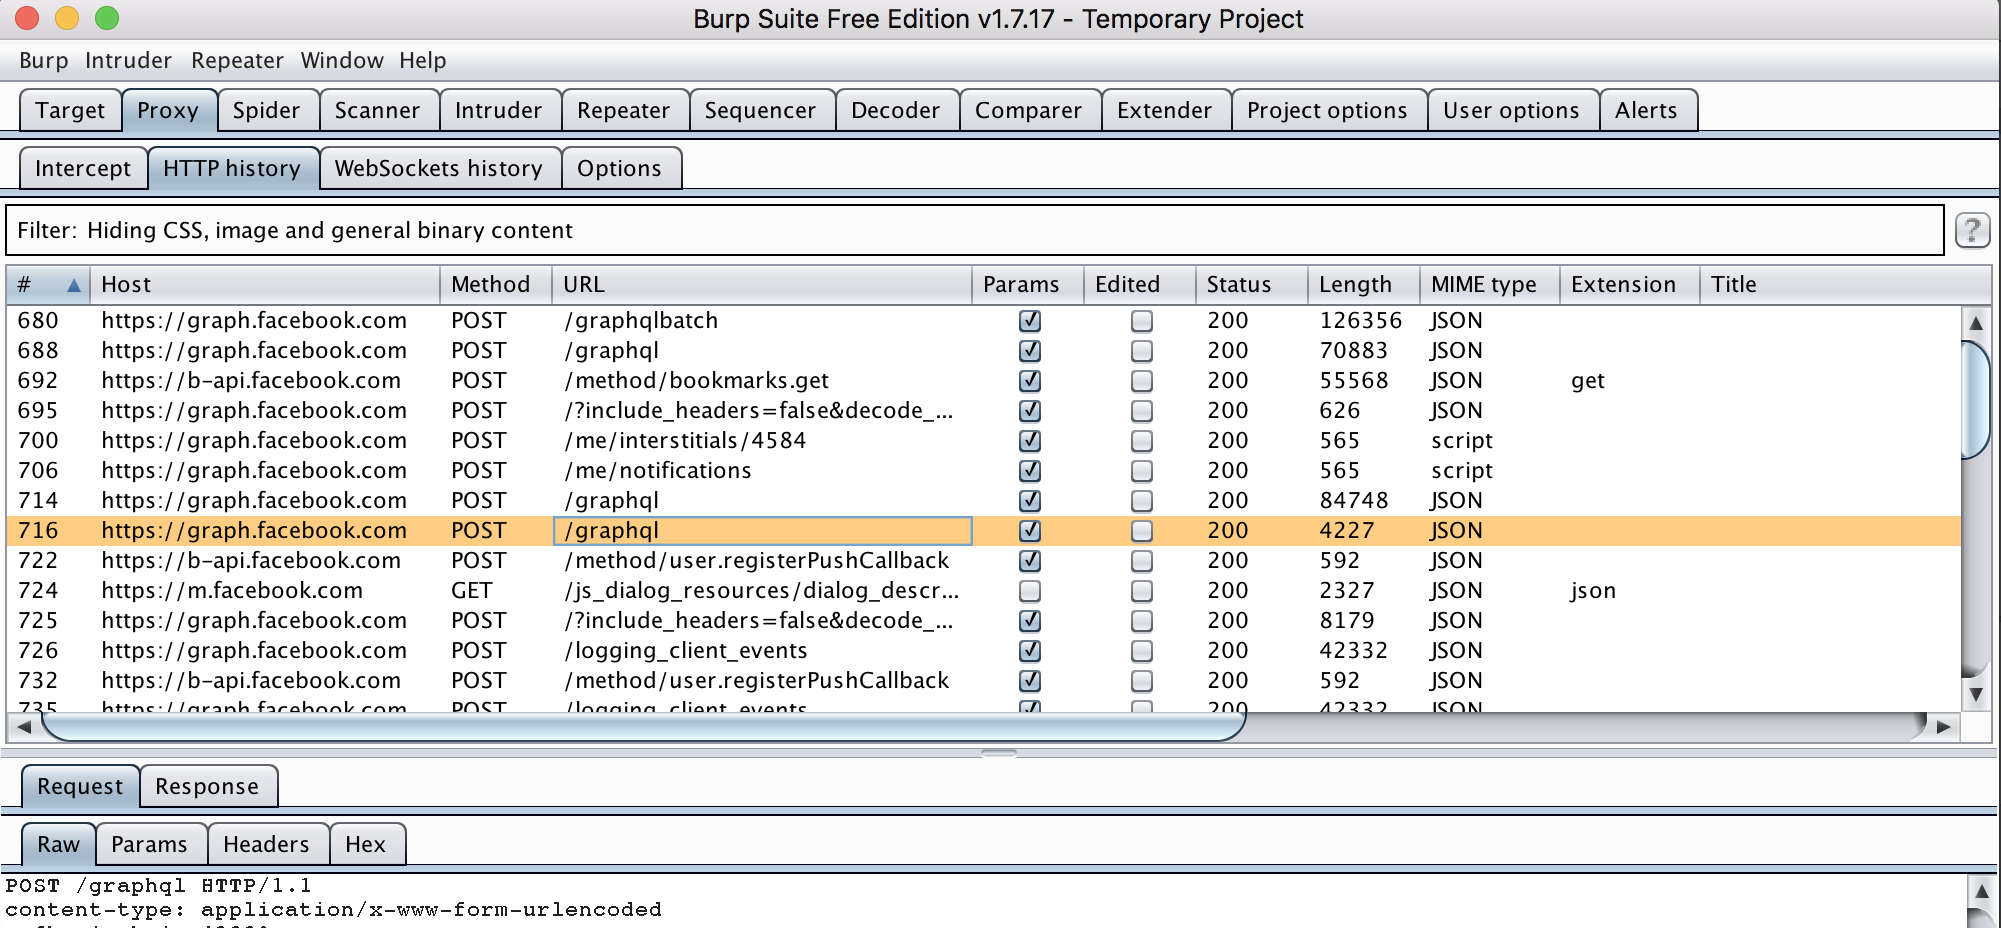 Burp Suite Free Edition v1.7.17 - Temporary Project
Burp Intruder Repeater Window Help
Target Proxy Spider Scanner Intruder Repeater Sequencer Decoder Comparer Extender Project options User options Alerts
Intercept HTTP history WebSockets history Options
Filter: Hiding CSS, image and general binary content ?
# Host Method URL Params Edited Status Length MIME type Extension Title
680 https://graph.facebook.com POST /graphqlbatch 200 126356 JSON
688 https://graph.facebook.com POST /graphql 200 70883 JSON
692 https://b-api.facebook.com POST /method/bookmarks.get 200 55568 JSON get
695 https://graph.facebook.com POST /?include_headers=false&decode_... 200 626 JSON
700 https://graph.facebook.com POST /me/interstitials/4584 200 565 script
706 https://graph.facebook.com POST /me/notifications 200 565 script
714 https://graph.facebook.com POST /graphql 200 84748 JSON
716 https://graph.facebook.com POST /graphql 200 4227 JSON
722 https://b-api.facebook.com POST /method/user.registerPushCallback 200 592 JSON
724 https://m.facebook.com GET /js_dialog_resources/dialog_descr... 200 2327 JSON json
725 https://graph.facebook.com POST /?include_headers=false&decode_... 200 8179 JSON
726 https://graph.facebook.com POST /logging_client_events 200 42332 JSON
732 https://b-api.facebook.com POST /method/user.registerPushCallback 200 592 JSON
735 https://graph.facebook.com POST /logging_client_events 200 42332 JSON
Request Response
Raw Params Headers Hex
POST /graphql HTTP/1.1
content-type: application/x-www-form-urlencoded